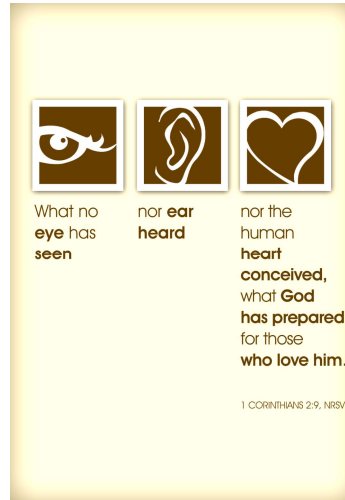 What no
eye has
seen
nor ear
heard
nor the
human
heart
conceived,
what God
has prepared
for those
who love him.
1 CORINTHIANS 2:9, NRSV